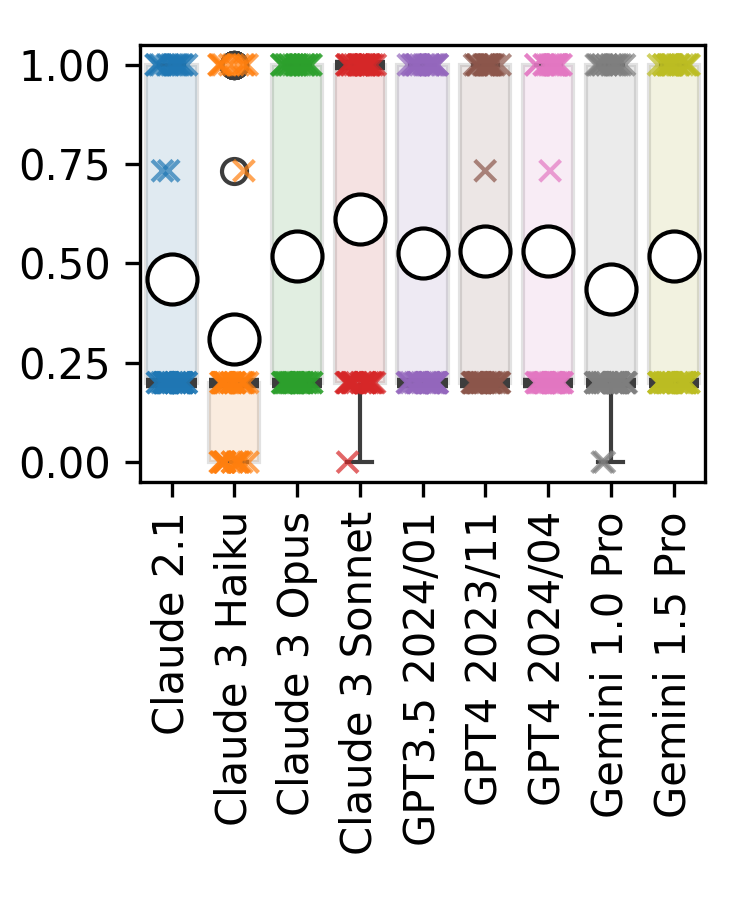 1.00
0.75
0.50
0.25
0.00
Claude 2.1
Claude 3 Haiku
Claude 3 Opus
Claude 3 Sonnet
GPT3.5 2024/01
GPT4 2023/11
GPT4 2024/04
Gemini 1.0 Pro
Gemini 1.5 Pro